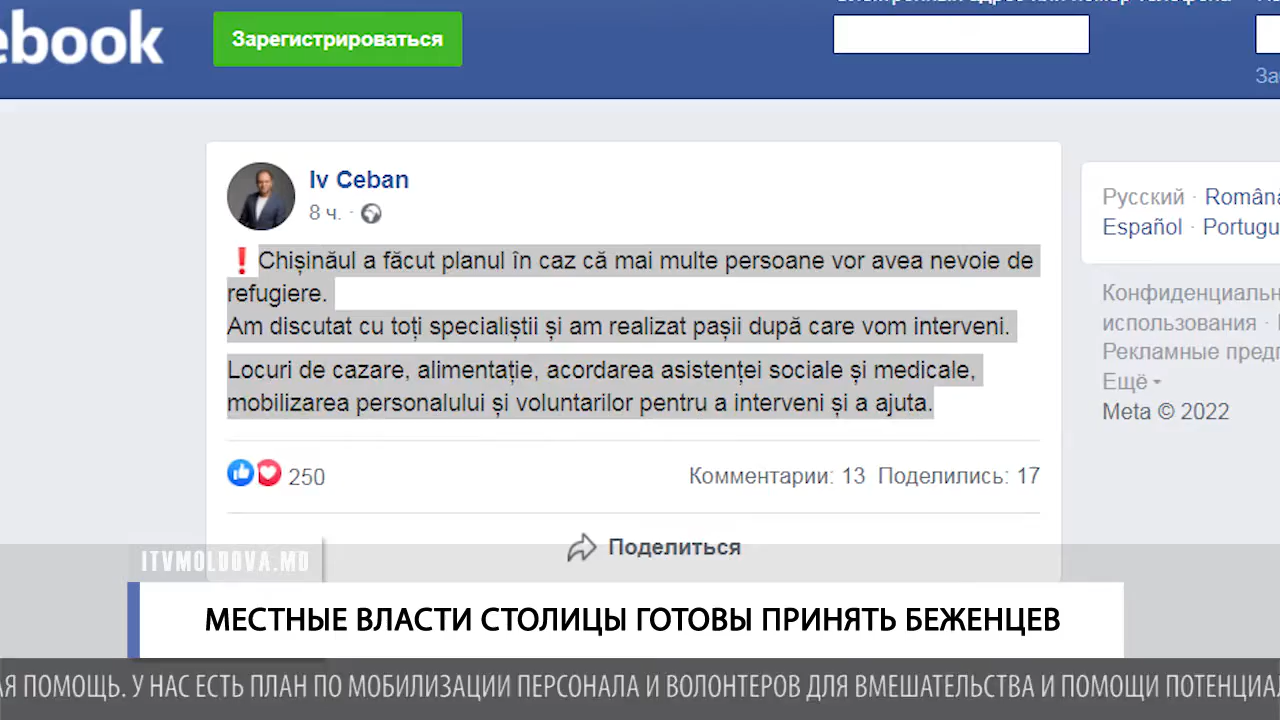 ebook
Зарегистрироваться
Iv Ceban
8 ч. ·
❗Chișinăul a făcut planul în caz că mai multe persoane vor avea nevoie de
refugiere.
Am discutat cu toți specialiștii și am realizat pașii după care vom interveni.
Locuri de cazare, alimentație, acordarea asistenței sociale și medicale,
mobilizarea personalului și voluntarilor pentru a interveni și a ajuta.
250
Комментарии: 13 Поделились: 17
Поделиться
Русский · Română
Español · Portugu
Конфиденциальн
использования ·
Рекламные предп
Ещё
Meta © 2022
ITVMOLDOVA.MD
МЕСТНЫЕ ВЛАСТИ СТОЛИЦЫ ГОТОВЫ ПРИНЯТЬ БЕЖЕНЦЕВ
АЯ ПОМОЩЬ. У НАС ЕСТЬ ПЛАН ПО МОБИЛИЗАЦИИ ПЕРСОНАЛА И ВОЛОНТЕРОВ ДЛЯ ВМЕШАТЕЛЬСТВА И ПОМОЩИ ПОТЕНЦИАЛ